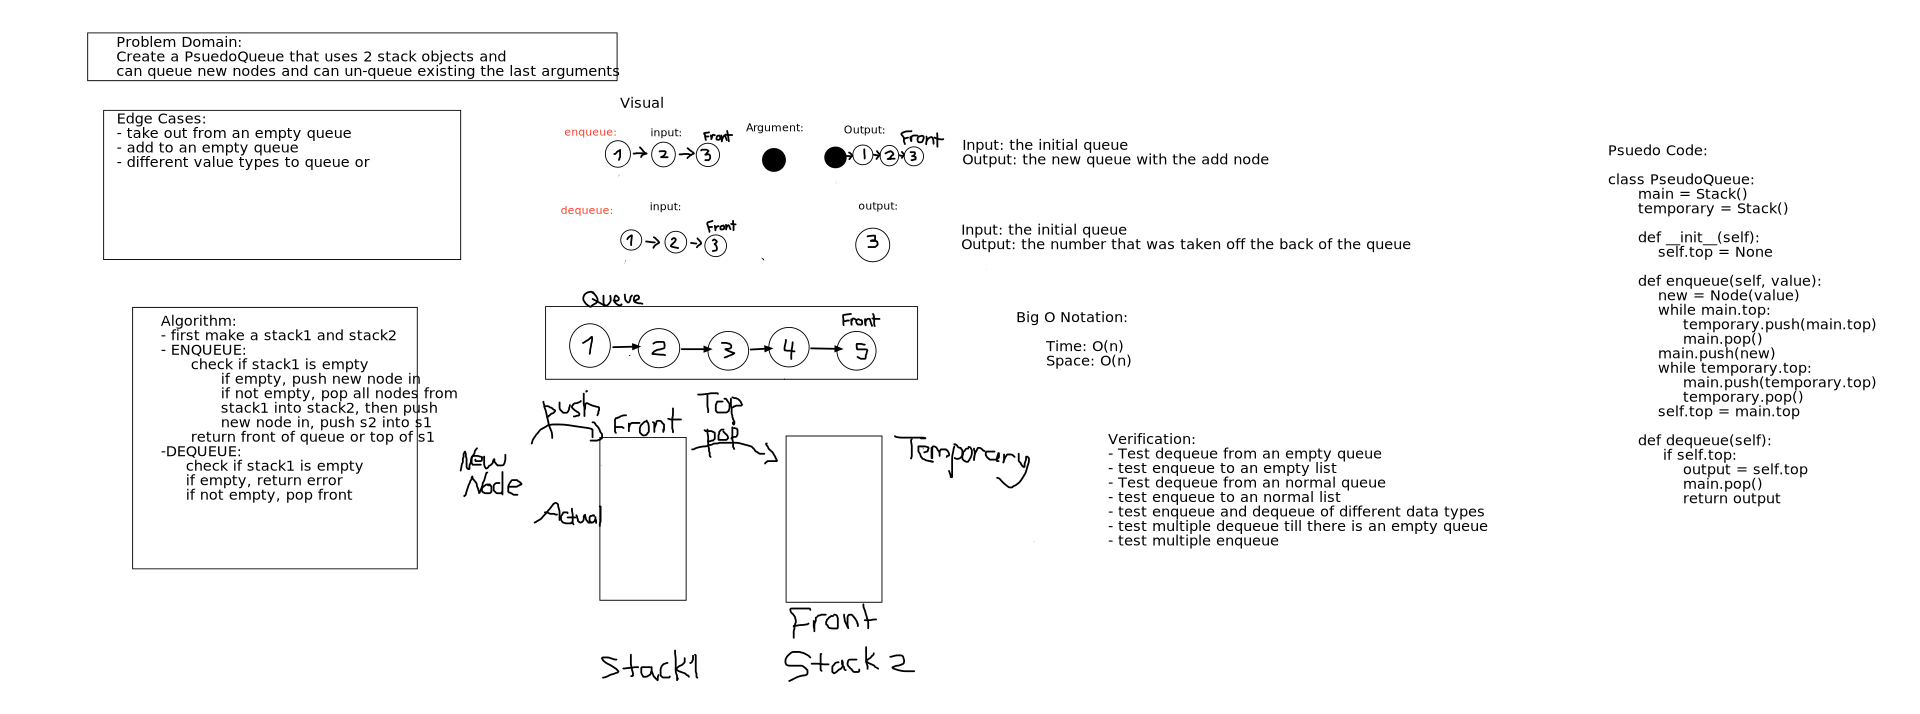 Problem Domain:
Create a PsuedoQueue that uses 2 stack objects and
can queue new nodes and can un-queue existing the last arguments
Edge Cases:
- take out from an empty queue
- add to an empty queue
- different value types to queue or
Visual
enqueue:
input:
Front
1 2 3
Argument:
Output:
Front
1 2 3
Input: the initial queue
Output: the new queue with the add node
dequeue:
input:
Front
1 2 3
output:
3
Input: the initial queue
Output: the number that was taken off the back of the queue
Algorithm:
- first make a stack1 and stack2
- ENQUEUE:
check if stack1 is empty
if empty, push new node in
if not empty, pop all nodes from
stack1 into stack2, then push
new node in, push s2 into s1
return front of queue or top of s1
-DEQUEUE:
check if stack1 is empty
if empty, return error
if not empty, pop front
Queue
Front
1 2 3 4 5
push
Front
Top
pop
New
Node
Actual
Temporary
Front
Stack1
Stack 2
Big O Notation:
Time: O(n)
Space: O(n)
Verification:
- Test dequeue from an empty queue
- test enqueue to an empty list
- Test dequeue from an normal queue
- test enqueue to an normal list
- test enqueue and dequeue of different data types
- test multiple dequeue till there is an empty queue
- test multiple enqueue
Psuedo Code:
class PseudoQueue:
main = Stack()
temporary = Stack()
def __init__(self):
self.top = None
def enqueue(self, value):
new = Node(value)
while main.top:
temporary.push(main.top)
main.pop()
main.push(new)
while temporary.top:
main.push(temporary.top)
temporary.pop()
self.top = main.top
def dequeue(self):
if self.top:
output = self.top
main.pop()
return output